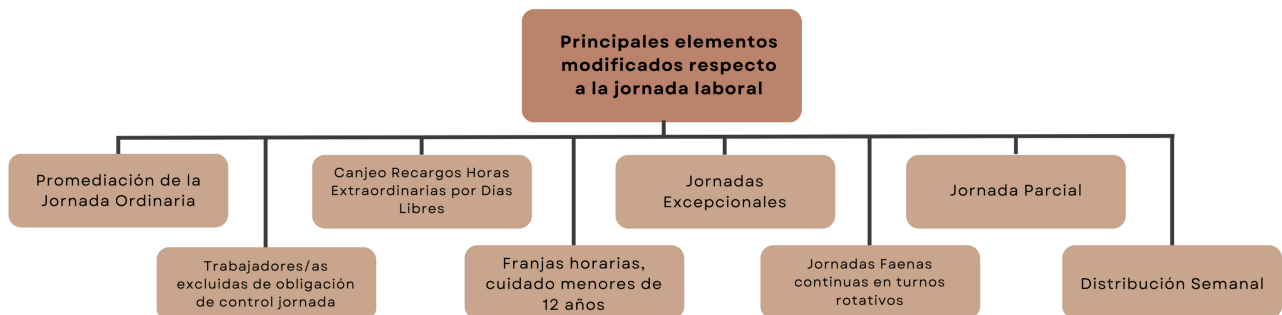 Principales elementos
modificados respecto
a la jornada laboral
Promediación de la
Jornada Ordinaria
Canjeo Recargos Horas
Extraordinarias por Días
Libres
Jornadas
Excepcionales
Jornada Parcial
Trabajadores/as
excluidas de obligación
de control jornada
Franjas horarias,
cuidado menores de
12 años
Jornadas Faenas
continuas en turnos
rotativos
Distribución Semanal